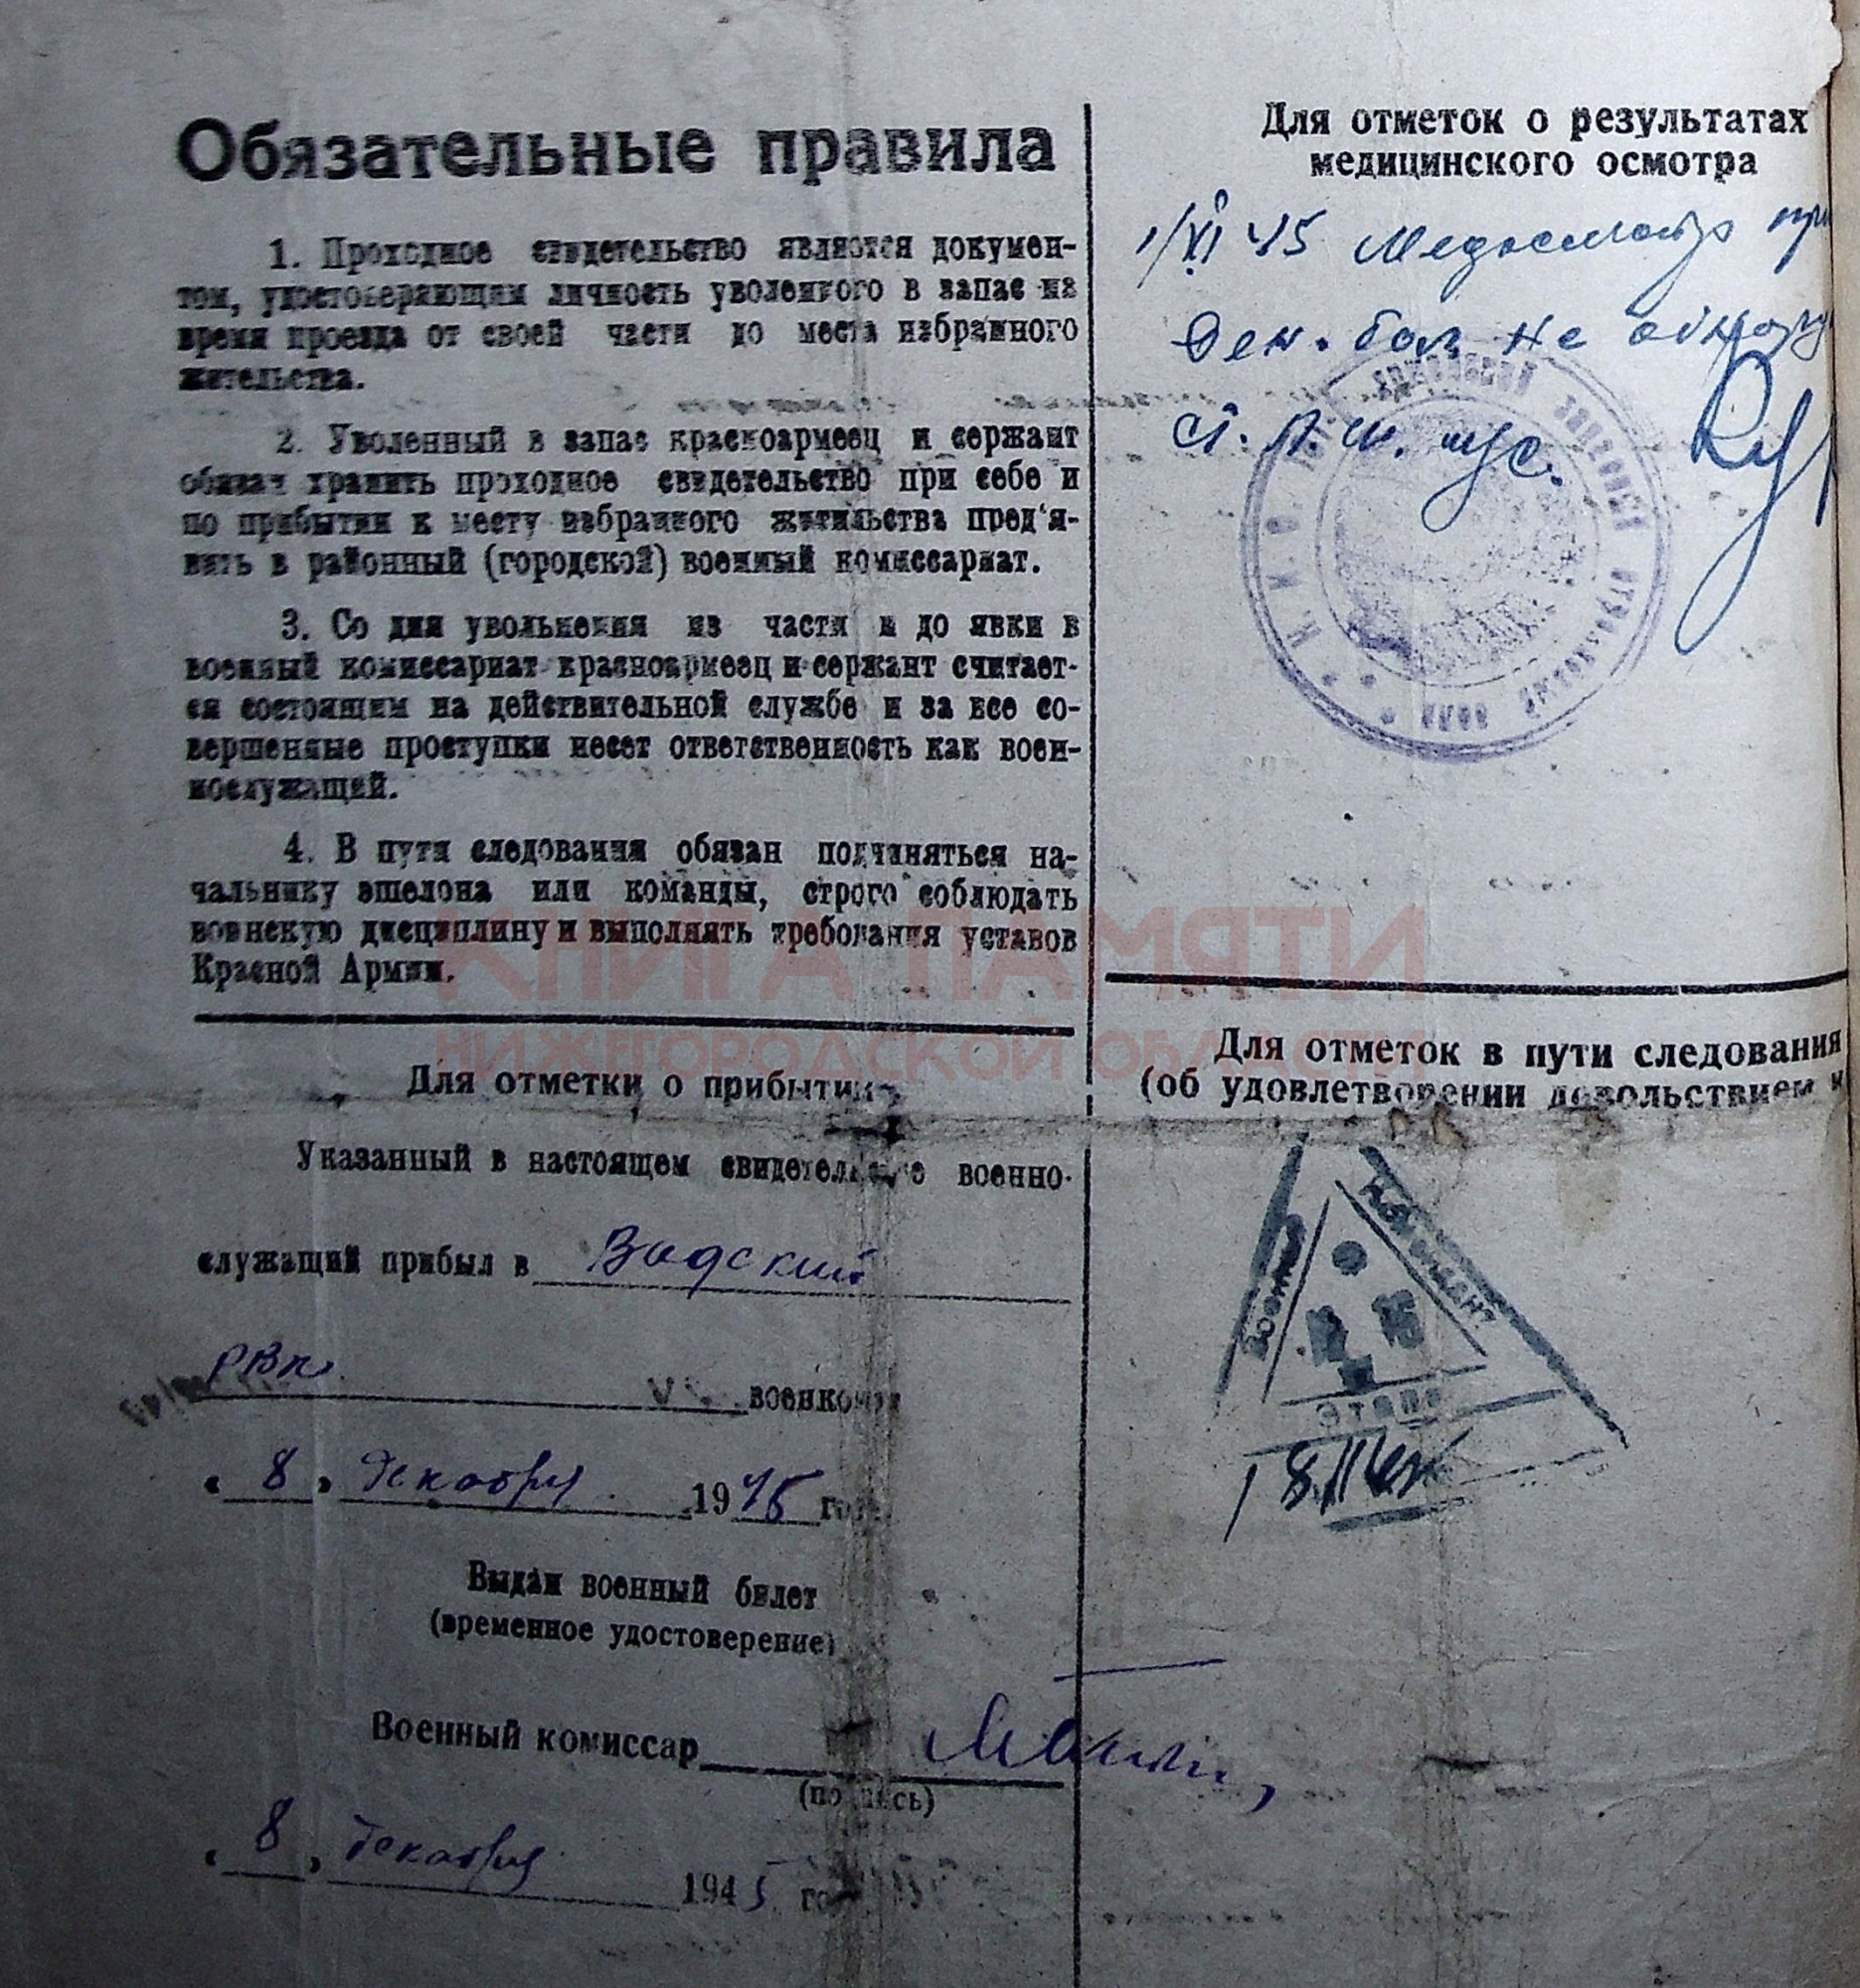 Обязательные правила
1. Проходное свидетельство является докумен-
том, удостоверяющим личность уволенного в запас на
время проезда от своей части до места избранного
жительства.
2. Уволенный в запас красноармеец и сержант
обязан хранить проходное свидетельство при себе и
по прибытии к месту избранного жительства пред'я-
вить в районный (городской) военный комиссариат.
3. Со дня увольнения из части и до явки в
военный комиссариат красноармеец и сержант считает-
ся состоящим на действительной службе и за все со-
вершенные проступки несет ответственность как воен-
нослужащий.
4. В пути следования обязан подчиняться на-
чальнику эшелона или команды, строго соблюдать
воинскую дисциплину и выполнять требования уставов
Красной Армии.
Для отметки о прибытии
Указанный в настоящем свидетельстве военно-
служащий прибыл в Вадский
РВК военкомат
"8" декабря 1945 года
Выдан военный билет
(временное удостоверение)
Военный комиссар
(подпись)
"8" декабря 1945 го
Для отметок о результатах
медицинского осмотра
1/XI 45 Медосмотр
не
Для отметок в пути следования
(об удовлетворении довольствием и
военный
комендант
этапа
КНИГА ПАМЯТИ
НИЖЕГОРОДСКОЙ ОБЛАСТИ